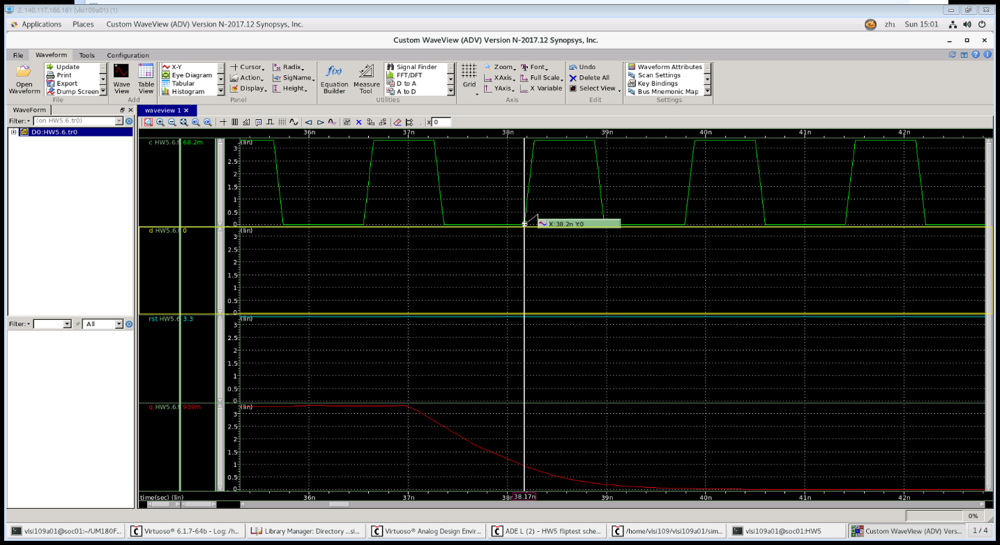 2. 140.117.166.161 (vlsi109a01) (1)
Applications Places Custom WaveView (ADV) Version N-2017.12 Synopsys, Inc. zh₁ Sun 15:01
Custom WaveView (ADV) Version N-2017.12 Synopsys, Inc.
File Waveform Tools Configuration
Open Waveform
Update
Print
Export
Dump Screen
File
Wave View
Table View
Add
X-Y
Eye Diagram
Tabular
Histogram
Cursor
Action
Display
Radix
SigName
Height
Panel
Equation Builder
Measure Tool
Signal Finder
FFT/DFT
D to A
A to D
Utilities
Grid
Zoom
XAxis
YAxis
Font
Full Scale
X Variable
Axis
Undo
Delete All
Select View
Edit
Waveform Attributes
Scan Settings
Key Bindings
Bus Mnemonic Map
Settings
WaveForm
Filter: (on HW5.6.tr0)
D0:HW5.6.tr0
Filter: All
waveview 1
x 0
36n 37n 38n 39n 40n 41n 42n
c HW5.6.t 68.2m (lin)
3
2.5
2
1.5
1
0.5
0
X:38.2n Y:0
d HW5.6.t 0 (lin)
3
2.5
2
1.5
1
0.5
0
rst HW5.6 3.3 (lin)
3
2.5
2
1.5
1
0.5
0
q HW5.6.t 939m (lin)
3
2.5
2
1.5
1
0.5
0
time(sec) (lin) 36n 37n 38n 38.17n 39n 40n 41n 42n
0%
vlsi109a01@soc01:~/UM180F... Virtuoso® 6.1.7-64b - Log: /h... Library Manager: Directory ...si... Virtuoso® Analog Design Envir... ADE L (2) - HW5 fliptest sche... /home/vlsi109/vlsi109a01/sim... vlsi109a01@soc01:HW5 Custom WaveView (ADV) Vers... 1 / 4